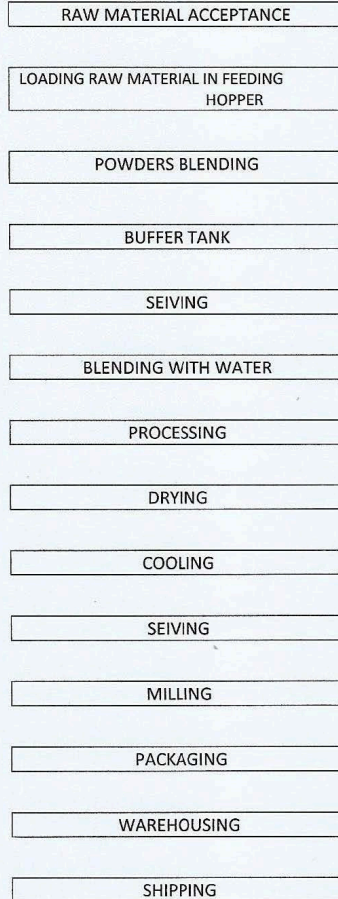 RAW MATERIAL ACCEPTANCE
LOADING RAW MATERIAL IN FEEDING
HOPPER
POWDERS BLENDING
BUFFER TANK
SEIVING
BLENDING WITH WATER
PROCESSING
DRYING
COOLING
SEIVING
MILLING
PACKAGING
WAREHOUSING
SHIPPING